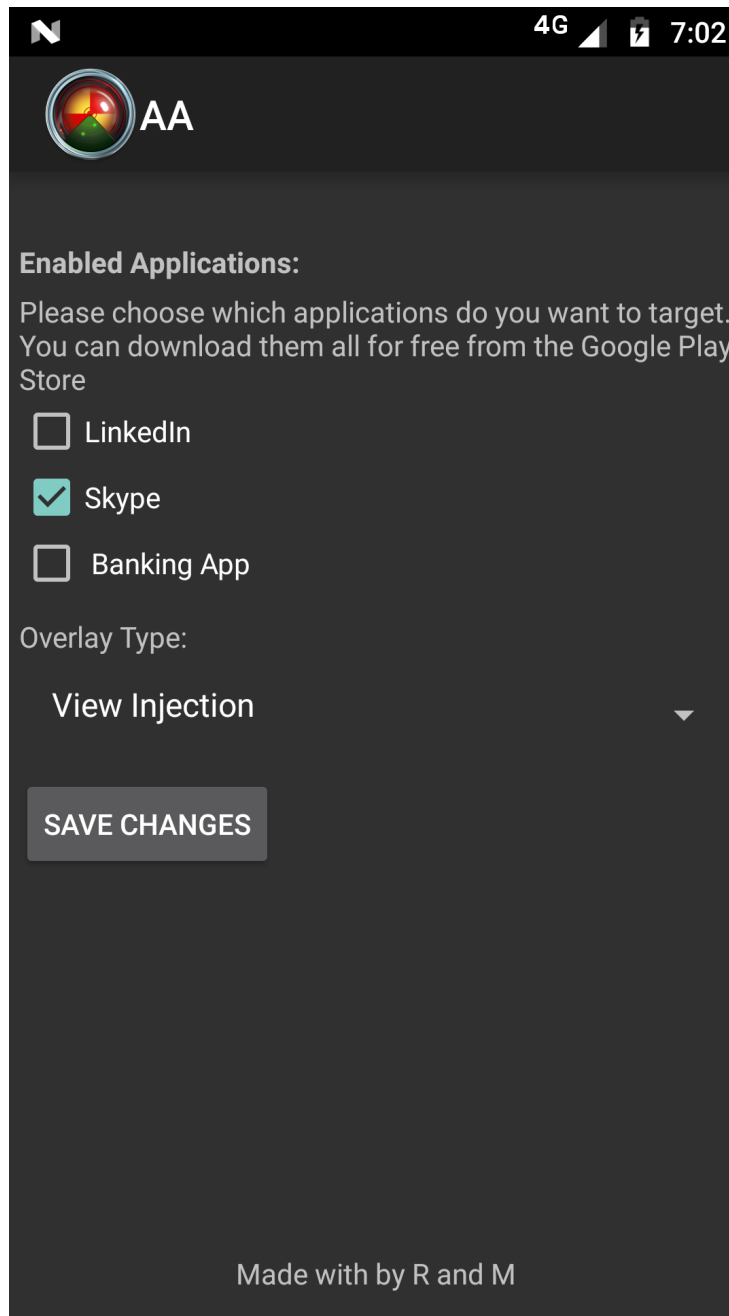 4G 7:02
AA
Enabled Applications:
Please choose which applications do you want to target.
You can download them all for free from the Google Play
Store
LinkedIn
Skype
Banking App
Overlay Type:
View Injection
SAVE CHANGES
Made with by R and M